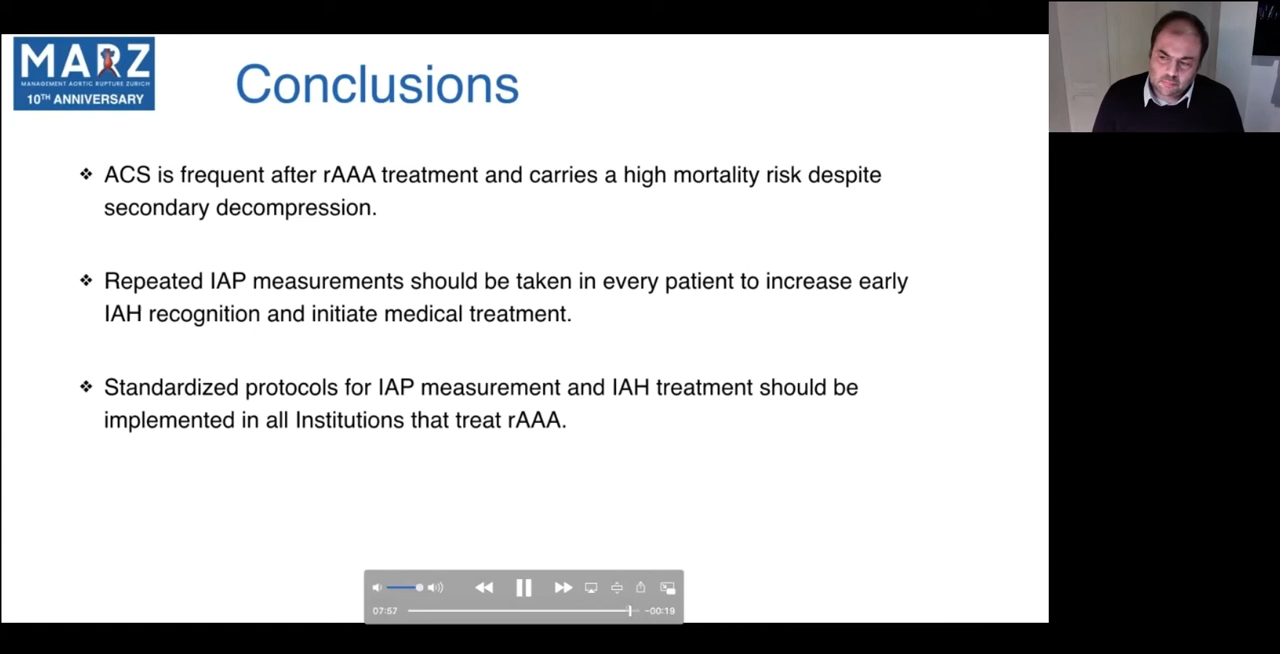 MARZ
MANAGEMENT AORTIC RUPTURE ZURICH
10TH ANNIVERSARY
Conclusions
❖ ACS is frequent after rAAA treatment and carries a high mortality risk despite
secondary decompression.
❖ Repeated IAP measurements should be taken in every patient to increase early
IAH recognition and initiate medical treatment.
❖ Standardized protocols for IAP measurement and IAH treatment should be
implemented in all Institutions that treat rAAA.
07:57
-00:19